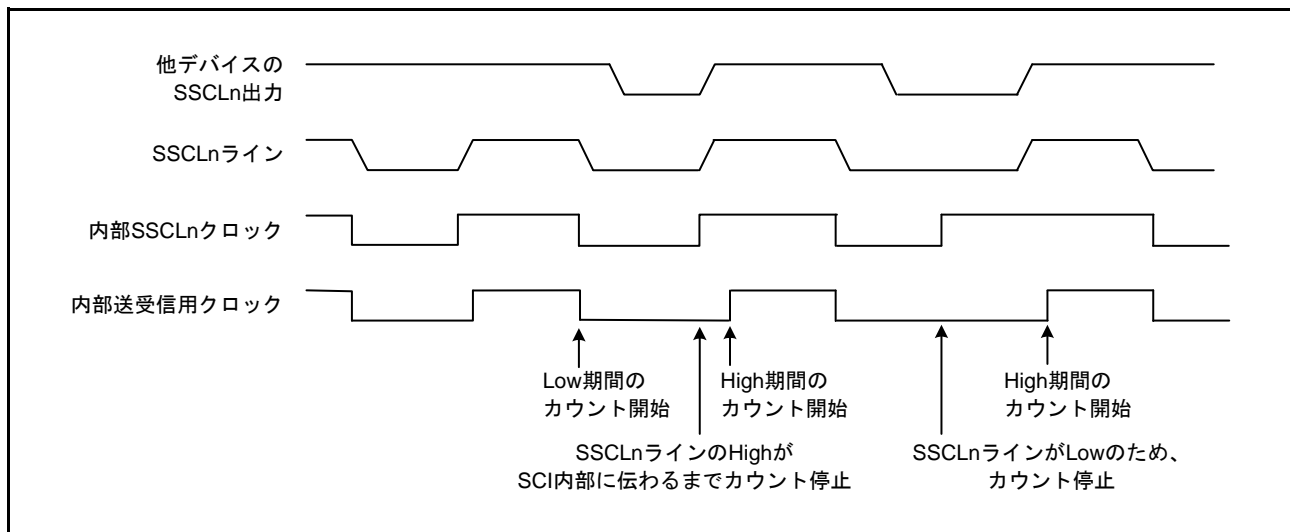 他デバイスの
SSCLn出力
SSCLnライン
内部SSCLnクロック
内部送受信用クロック
Low期間の
カウント開始
High期間の
カウント開始
High期間の
カウント開始
SSCLnラインのHighが
SCI内部に伝わるまでカウント停止
SSCLnラインがLowのため、
カウント停止